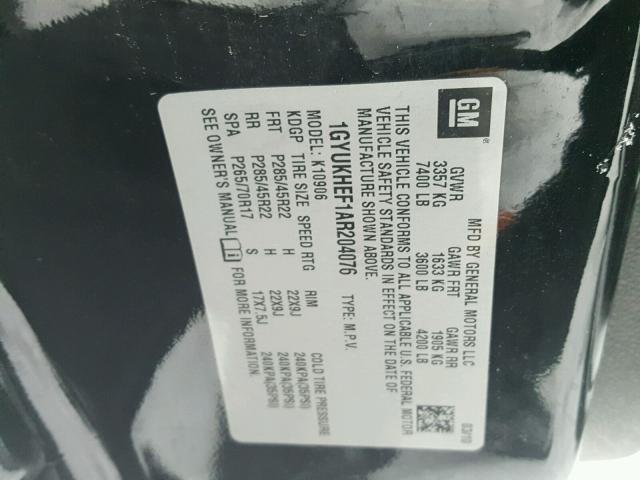 GM
MFD BY GENERAL MOTORS LLC 03/10
GVWR GAWR FRT GAWR RR
3357 KG 1633 KG 1905 KG
7400 LB 3600 LB 4200 LB
THIS VEHICLE CONFORMS TO ALL APPLICABLE U.S. FEDERAL MOTOR
VEHICLE SAFETY STANDARDS IN EFFECT ON THE DATE OF
MANUFACTURE SHOWN ABOVE.
1GYUKHEF1AR204076 TYPE: M.P.V.
MODEL: K10906
KDGP TIRE SIZE SPEED RTG RIM COLD TIRE PRESSURE
FRT P285/45R22 H 22X9J 240KPA(35PSI)
RR P285/45R22 H 22X9J 240KPA(35PSI)
SPA P265/70R17 S 17X7.5J 240KPA(35PSI)
SEE OWNER'S MANUAL FOR MORE INFORMATION.